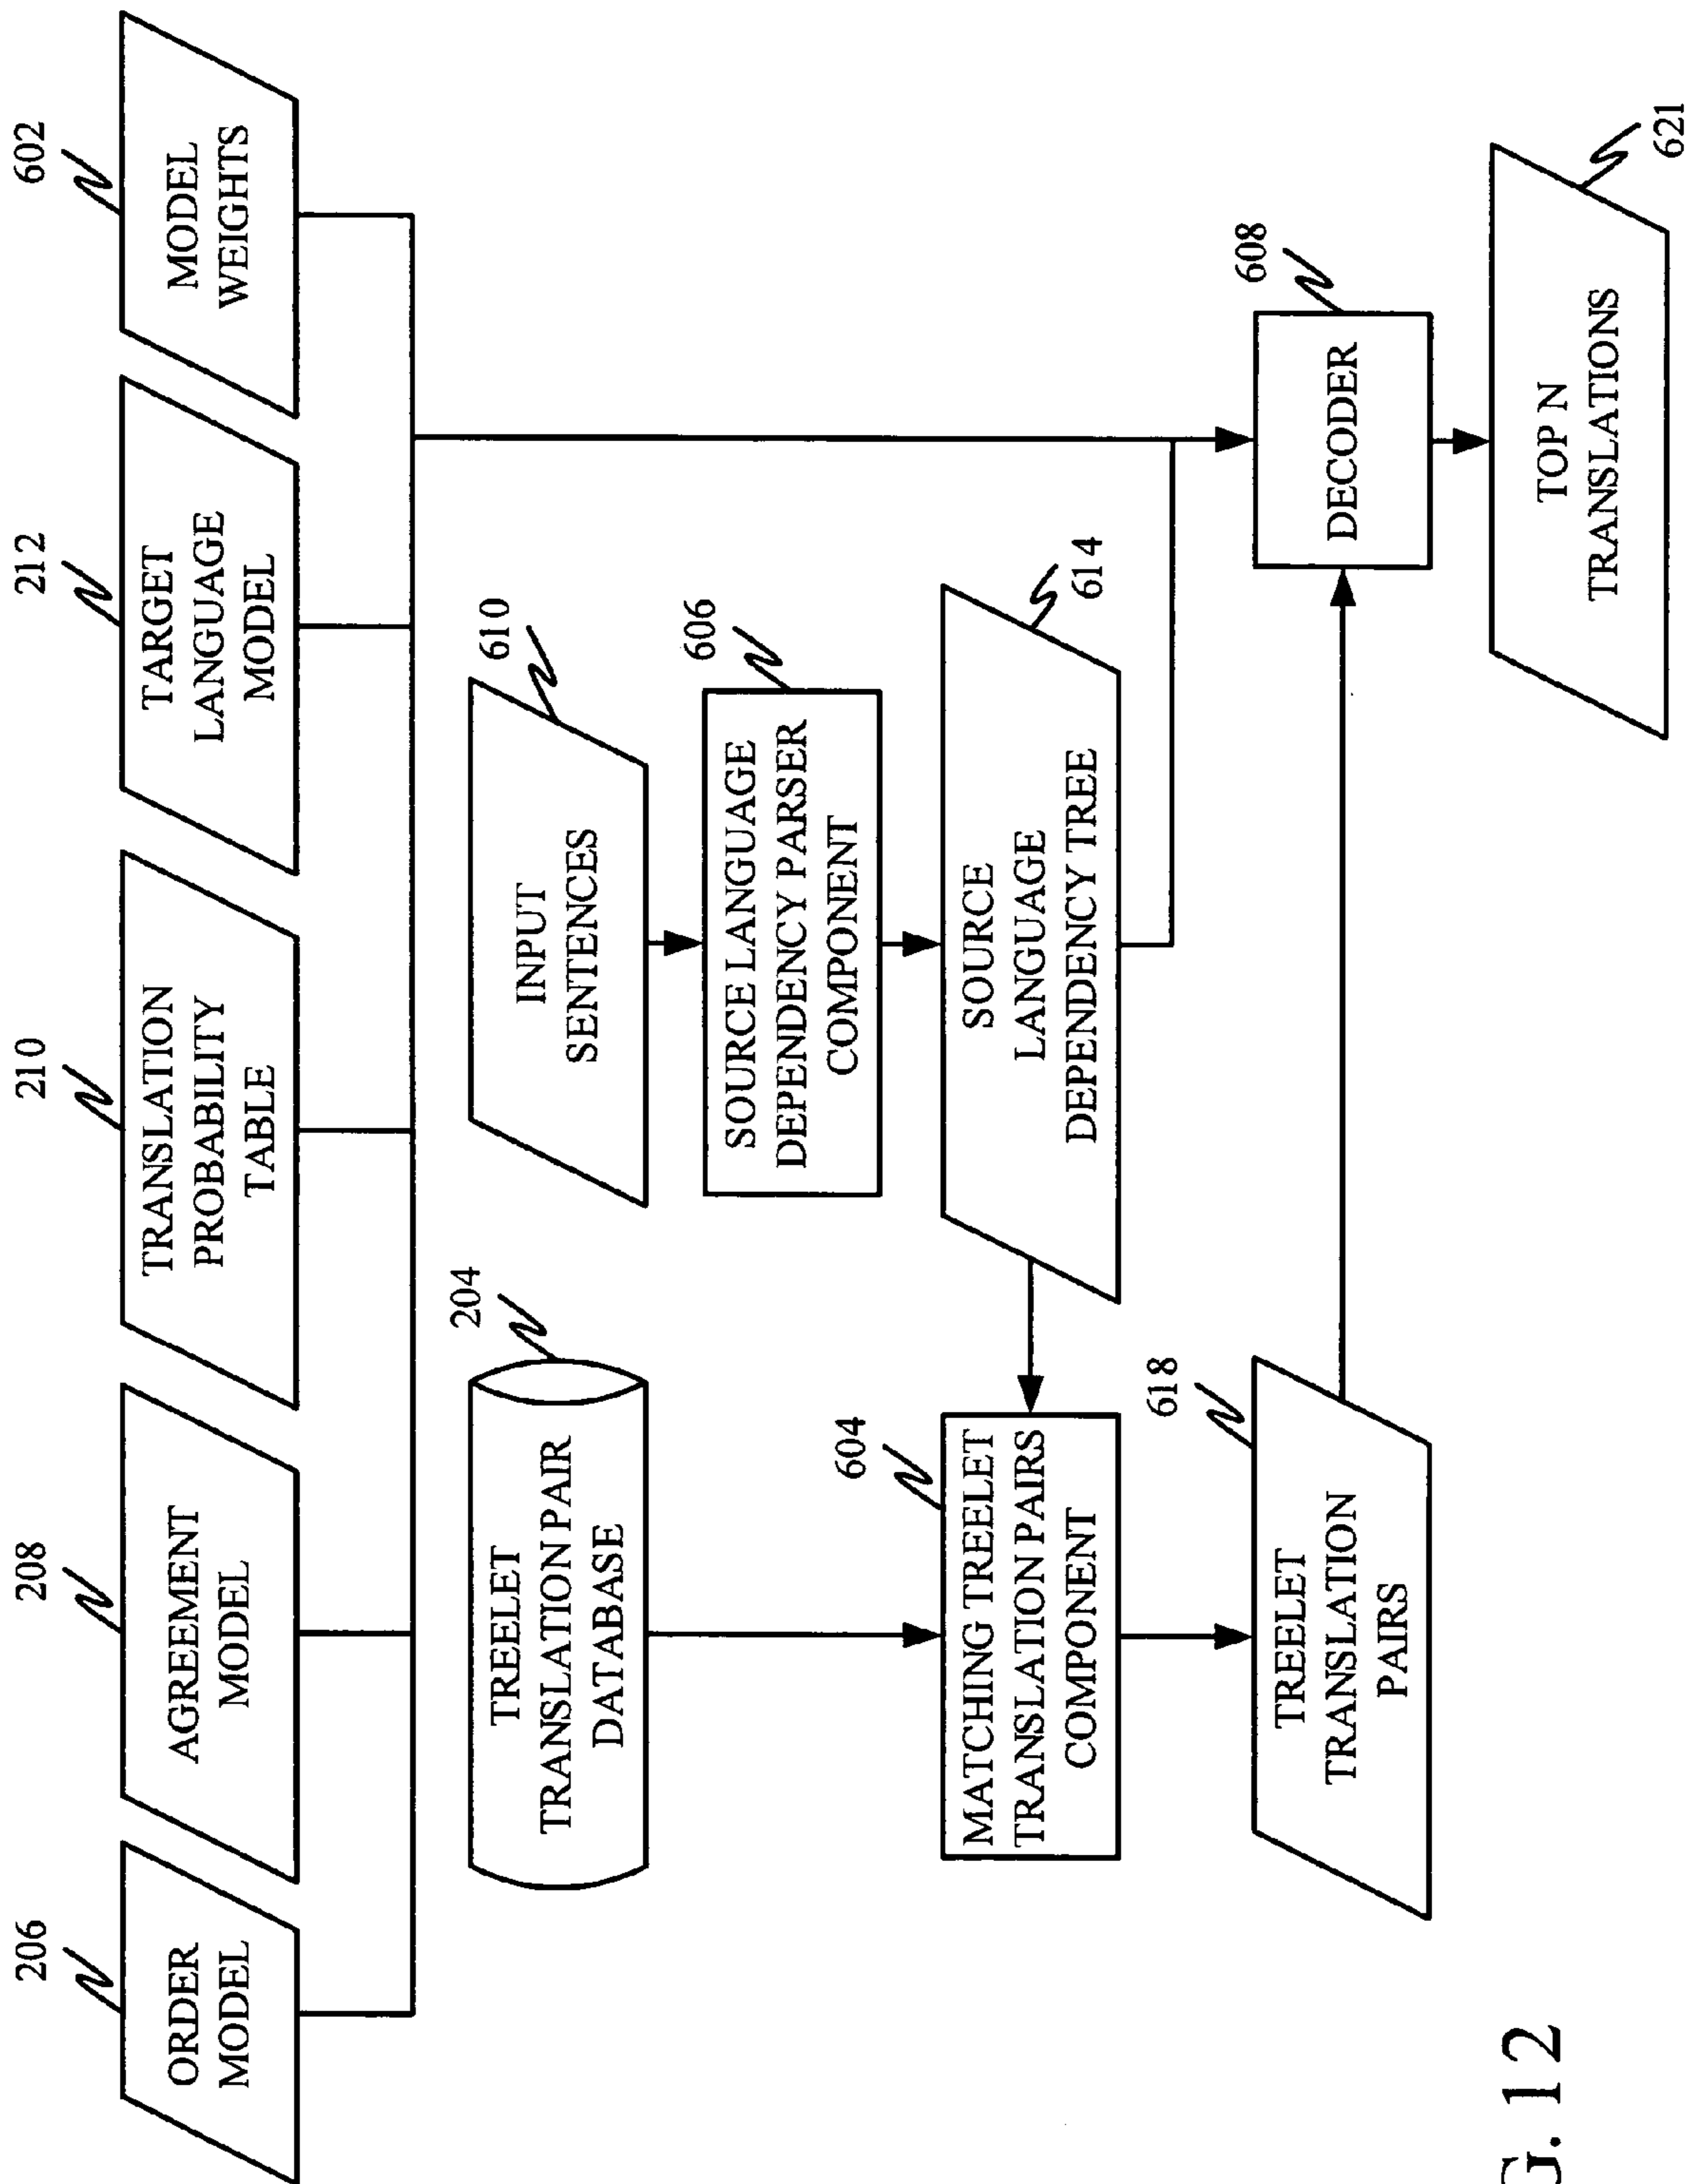 206
ORDER
MODEL
208
AGREEMENT
MODEL
210
TRANSLATION
PROBABILITY
TABLE
212
TARGET
LANGUAGE
MODEL
602
MODEL
WEIGHTS
204
TREELET
TRANSLATION PAIR
DATABASE
610
INPUT
SENTENCES
606
SOURCE LANGUAGE
DEPENDENCY PARSER
COMPONENT
604
MATCHING TREELET
TRANSLATION PAIRS
COMPONENT
SOURCE
LANGUAGE
DEPENDENCY TREE
614
618
TREELET
TRANSLATION
PAIRS
608
DECODER
TOP N
TRANSLATIONS
621
G. 12